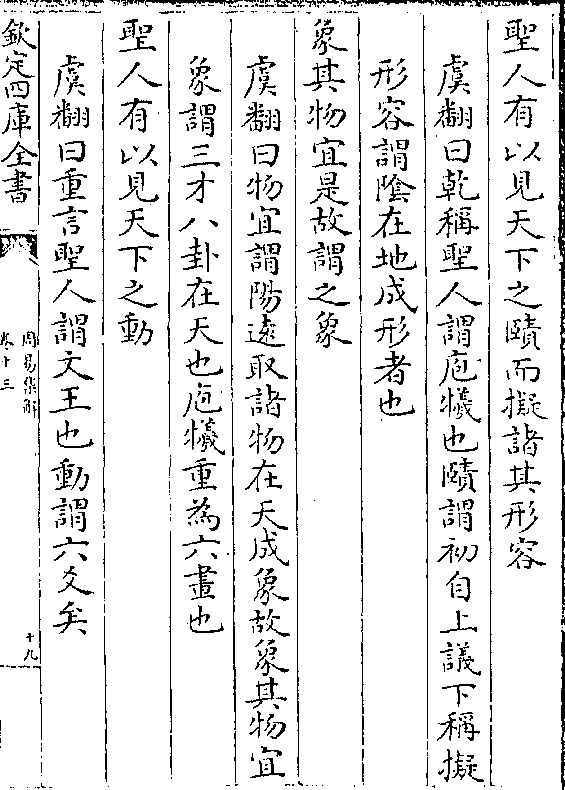 聖人有以見天下之賾而擬諸其形容
虞翻曰乾稱聖人謂庖犧也賾謂初自上議下稱擬
形容謂陰在地成形者也
象其物宜是故謂之象
虞翻曰物宜謂陽遠取諸物在天成象故象其物宜
象謂三才八卦在天也庖犧重為六畫也
聖人有以見天下之動
虞翻曰重言聖人謂文王也動謂六爻矣
欽定四庫全書
周易集解
卷十三
十九